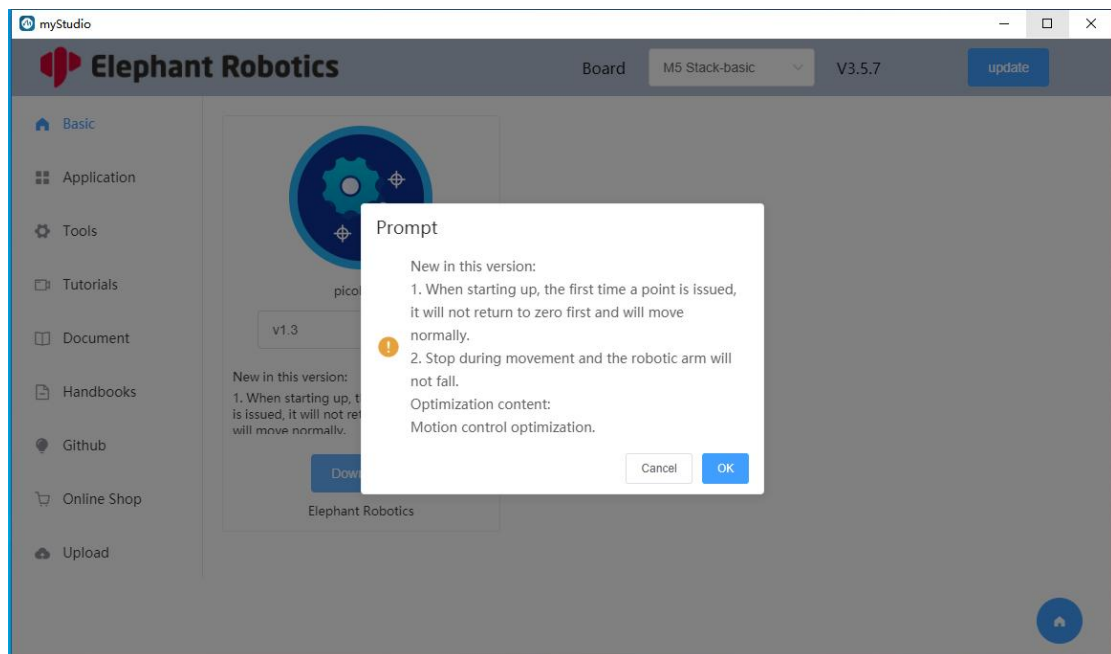 myStudio
Elephant Robotics
Board
M5 Stack-basic
V3.5.7
update
Basic
Application
Tools
Tutorials
Document
Handbooks
Github
Online Shop
Upload
v1.3
New in this version:
1. When starting up,
is issued, it will not
will move normally.
Elephant Robotics
Prompt
New in this version:
1. When starting up, the first time a point is issued,
it will not return to zero first and will move
normally.
2. Stop during movement and the robotic arm will
not fall.
Optimization content:
Motion control optimization.
Cancel
OK